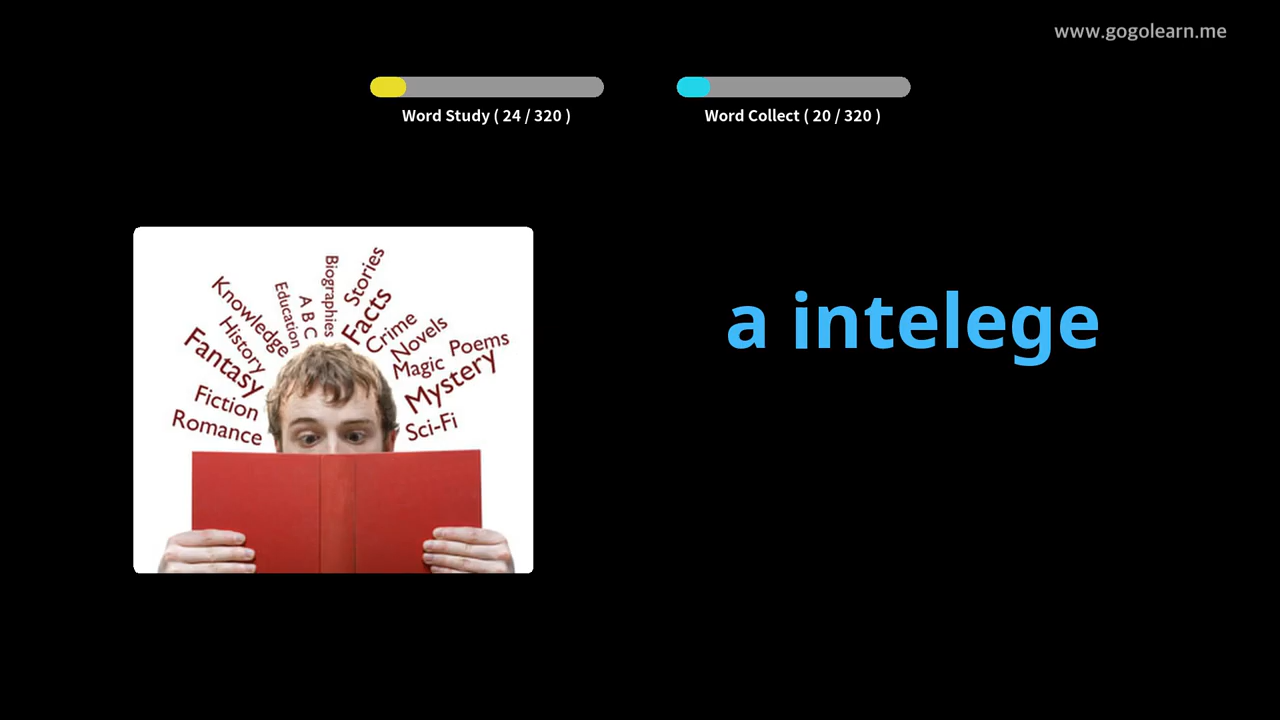 www.gogolearn.me
Word Study ( 24 / 320 )
Word Collect ( 20 / 320 )
a intelege
Romance
Fiction
Fantasy
History
Knowledge
Education
A B C
Biographies
Stories
Facts
Crime
Novels
Magic
Poems
Mystery
Sci-Fi